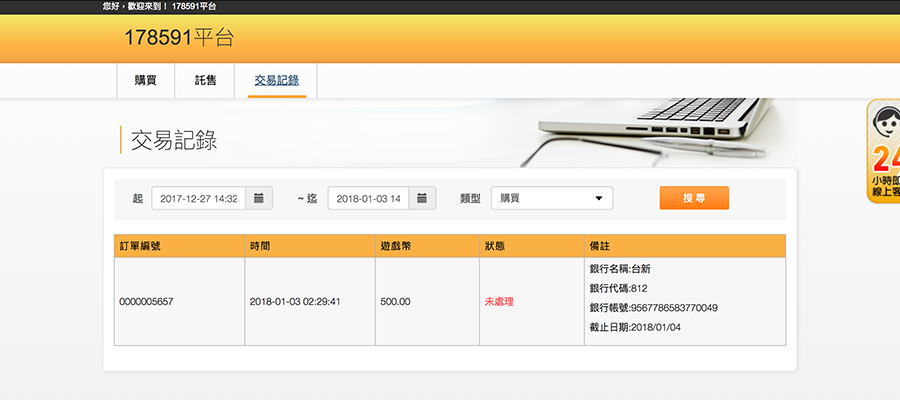 您好，歡迎來到！ 178591平台
178591平台
購買 託售 交易記錄
交易記錄
起 2017-12-27 14:32 ~ 迄 2018-01-03 14 類型 購買 搜尋
24
小時即
線上客
訂單編號 時間 遊戲幣 狀態 備註
0000005657 2018-01-03 02:29:41 500.00 未處理
銀行名稱:台新
銀行代碼:812
銀行帳號:9567786583770049
截止日期:2018/01/04